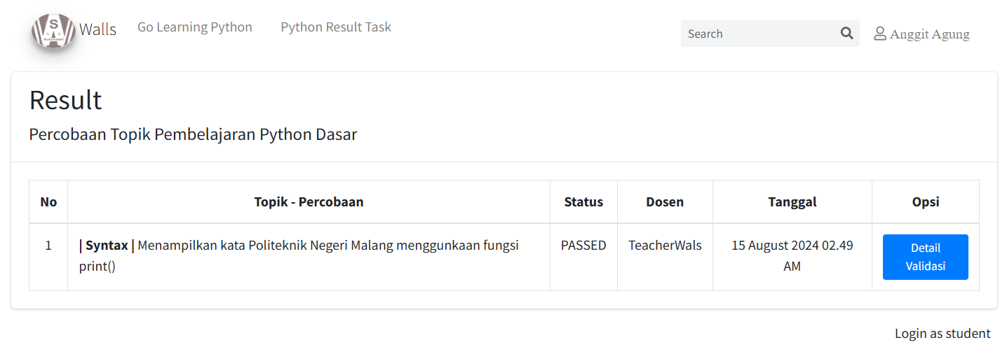 S
A
Automated
Walls
Go Learning Python
Python Result Task
Search
Anggit Agung
Result
Percobaan Topik Pembelajaran Python Dasar
No
Topik - Percobaan
Status
Dosen
Tanggal
Opsi
1
| Syntax | Menampilkan kata Politeknik Negeri Malang menggunkaan fungsi
print()
PASSED
TeacherWals
15 August 2024 02.49
AM
Detail
Validasi
Login as student